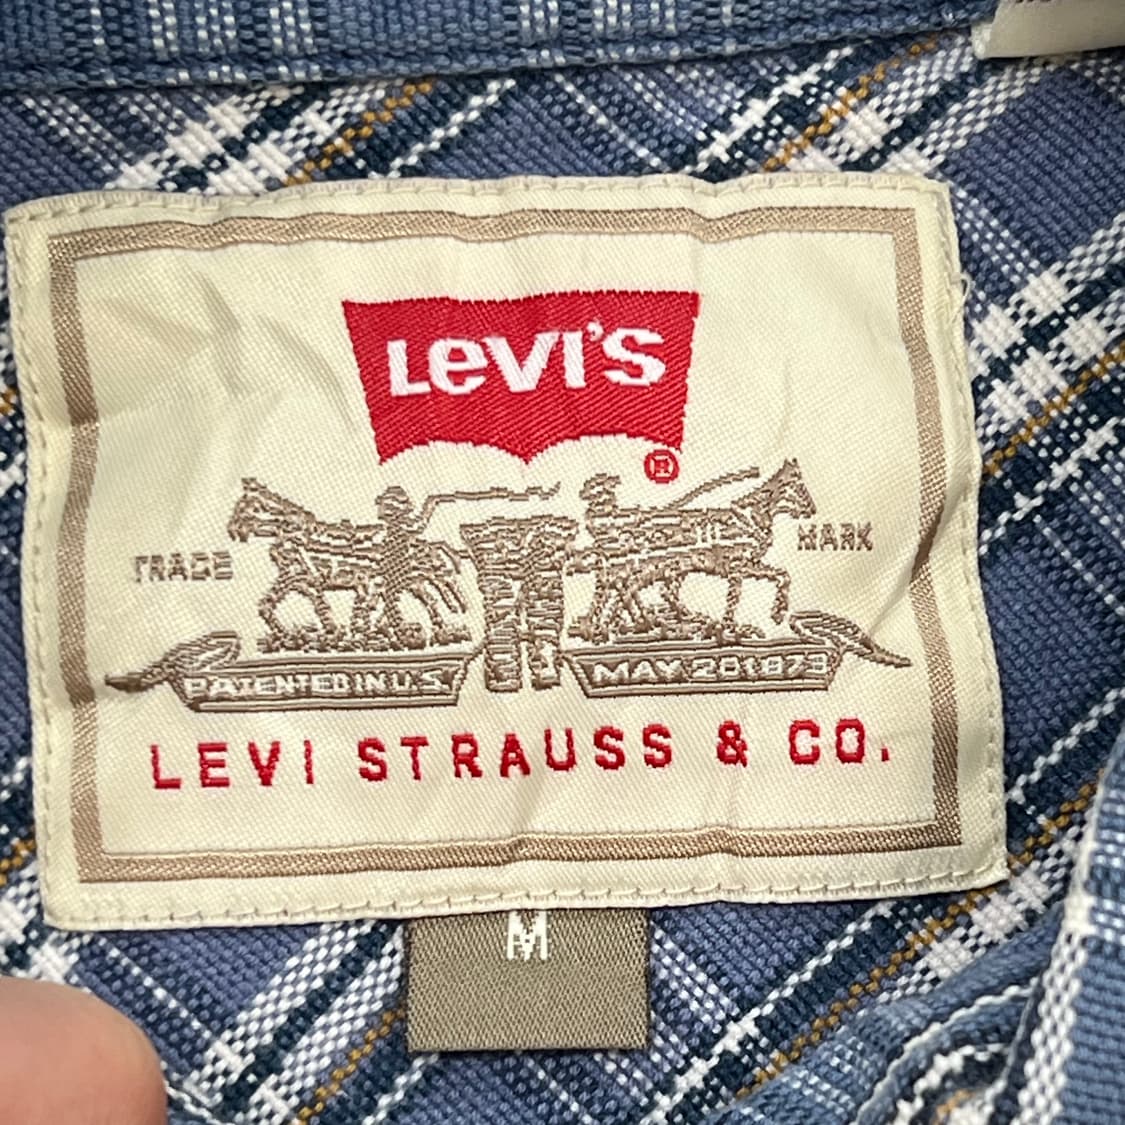 LEVI'S
®
TRADE MARK
PATENTED IN U.S. MAY 20 1873
LEVI STRAUSS & CO.
M